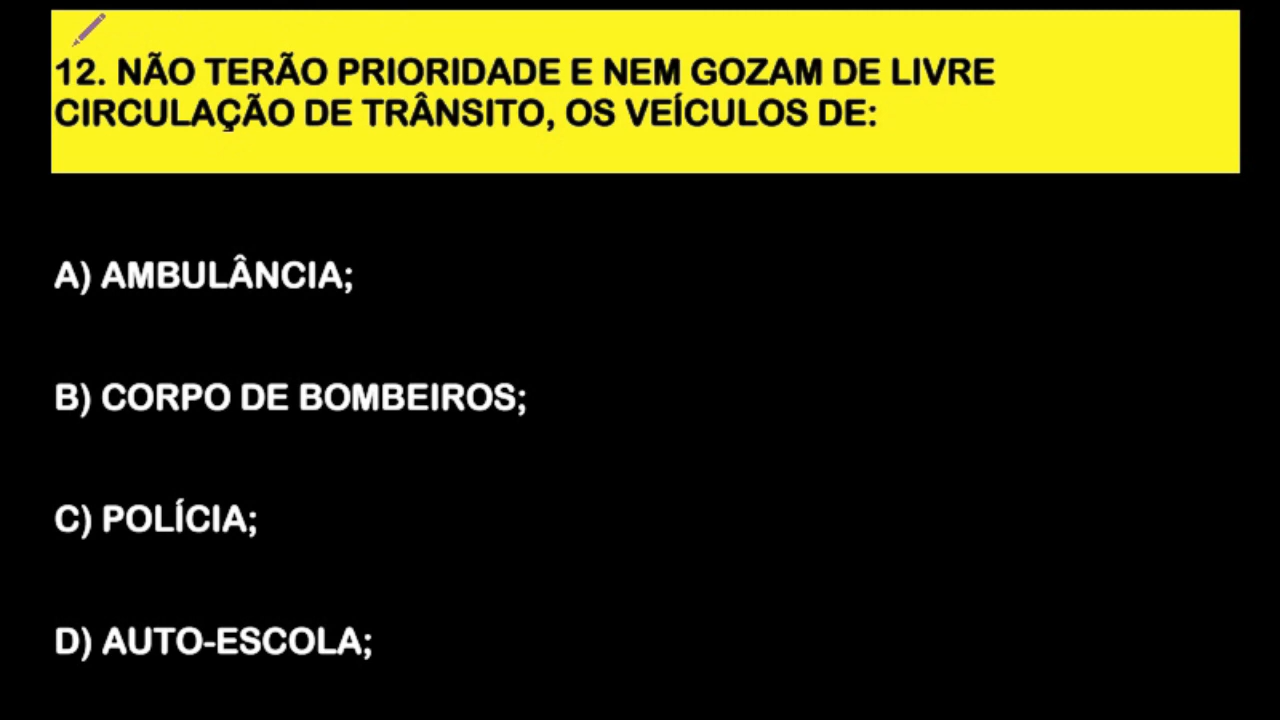 12. NÃO TERÃO PRIORIDADE E NEM GOZAM DE LIVRE
CIRCULAÇÃO DE TRÂNSITO, OS VEÍCULOS DE:
A) AMBULÂNCIA;
B) CORPO DE BOMBEIROS;
C) POLÍCIA;
D) AUTO-ESCOLA;